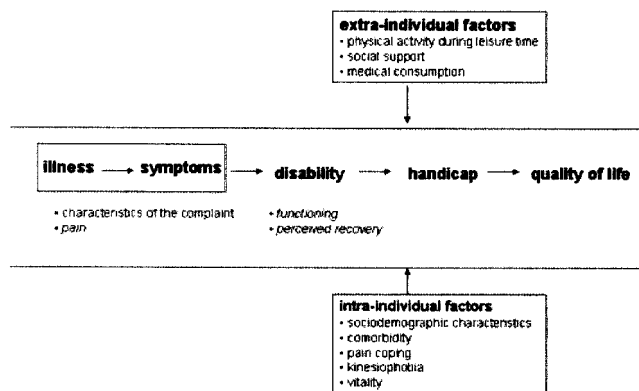 extra-individual factors
• physical activity during leisure time
• social support
• medical consumption
illness → symptoms → disability → handicap → quality of life
• characteristics of the complaint • functioning
• pain • perceived recovery
intra-individual factors
• sociodemographic characteristics
• comorbidity
• pain coping
• kinesiophobia
• vitality